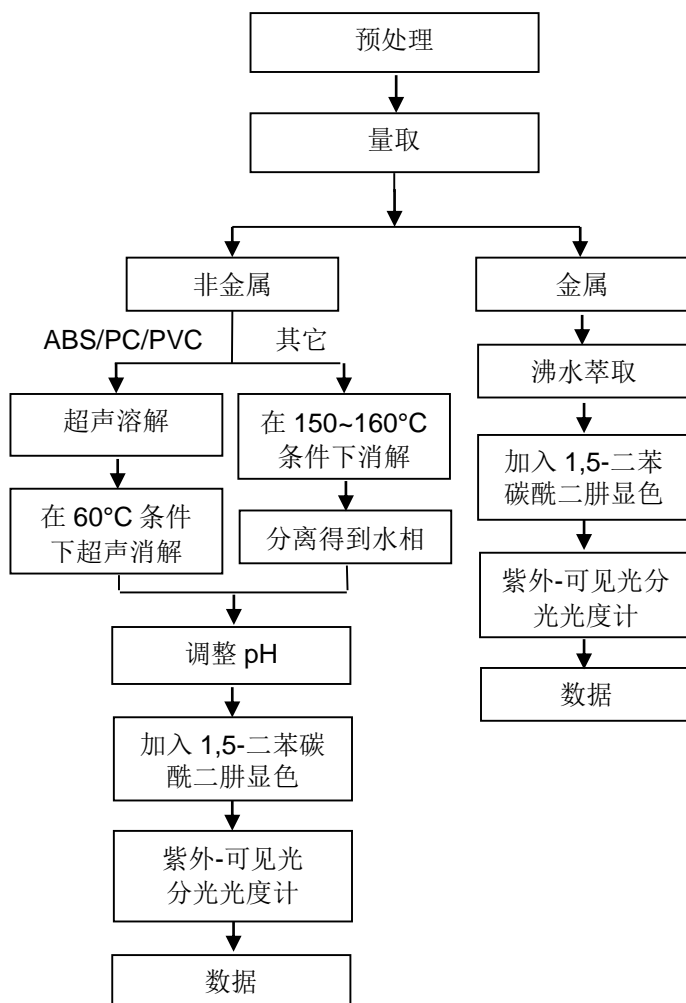 预处理
量取
非金属
金属
ABS/PC/PVC
其它
沸水萃取
超声溶解
在 150~160°C
条件下消解
加入 1,5-二苯
碳酰二肼显色
在 60°C 条件
下超声消解
分离得到水相
紫外-可见光分
光光度计
调整 pH
数据
加入 1,5-二苯碳
酰二肼显色
紫外-可见光
分光光度计
数据